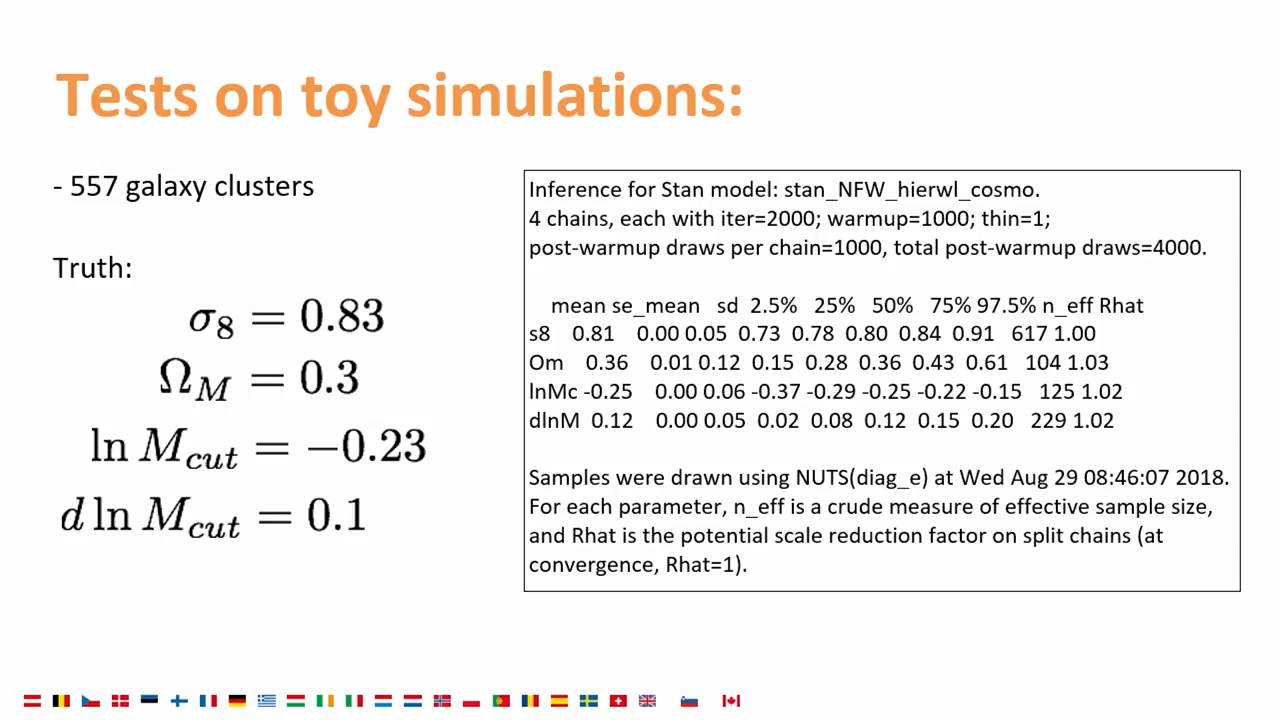 Tests on toy simulations:
- 557 galaxy clusters
Truth:
σ8 = 0.83
ΩM = 0.3
ln Mcut = −0.23
d ln Mcut = 0.1
Inference for Stan model: stan_NFW_hierwl_cosmo.
4 chains, each with iter=2000; warmup=1000; thin=1;
post-warmup draws per chain=1000, total post-warmup draws=4000.
mean se_mean sd 2.5% 25% 50% 75% 97.5% n_eff Rhat
s8 0.81 0.00 0.05 0.73 0.78 0.80 0.84 0.91 617 1.00
Om 0.36 0.01 0.12 0.15 0.28 0.36 0.43 0.61 104 1.03
lnMc -0.25 0.00 0.06 -0.37 -0.29 -0.25 -0.22 -0.15 125 1.02
dlnM 0.12 0.00 0.05 0.02 0.08 0.12 0.15 0.20 229 1.02
Samples were drawn using NUTS(diag_e) at Wed Aug 29 08:46:07 2018.
For each parameter, n_eff is a crude measure of effective sample size,
and Rhat is the potential scale reduction factor on split chains (at
convergence, Rhat=1).